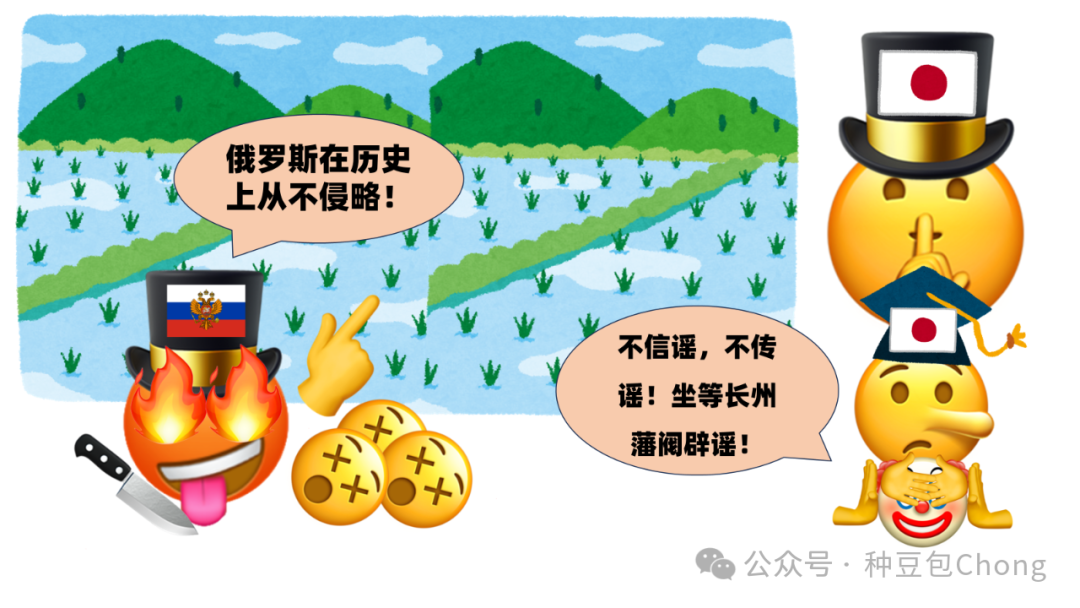 俄罗斯在历史
上从不侵略！
不信谣，不传
谣！坐等长州
藩阀辟谣！
公众号 · 种豆包Chong